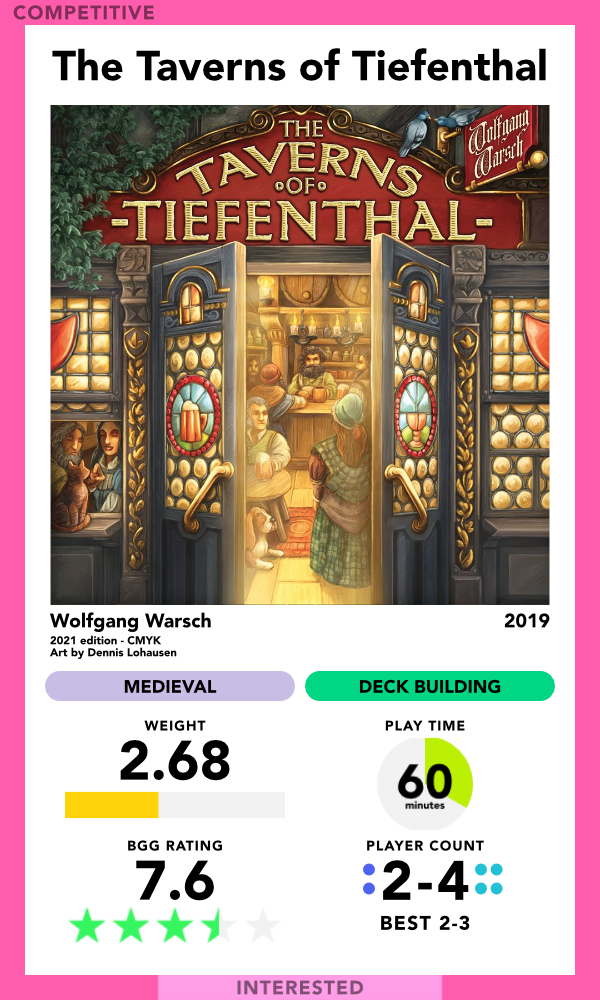 COMPETITIVE
The Taverns of Tiefenthal
THE
TAVERNS
OF
-TIEFENTHAL-
Wolfgang
Warsch
Wolfgang Warsch 2019
2021 edition - CMYK
Art by Dennis Lohausen
MEDIEVAL DECK BUILDING
WEIGHT PLAY TIME
2.68 60
minutes
BGG RATING PLAYER COUNT
7.6 2-4
BEST 2-3
INTERESTED